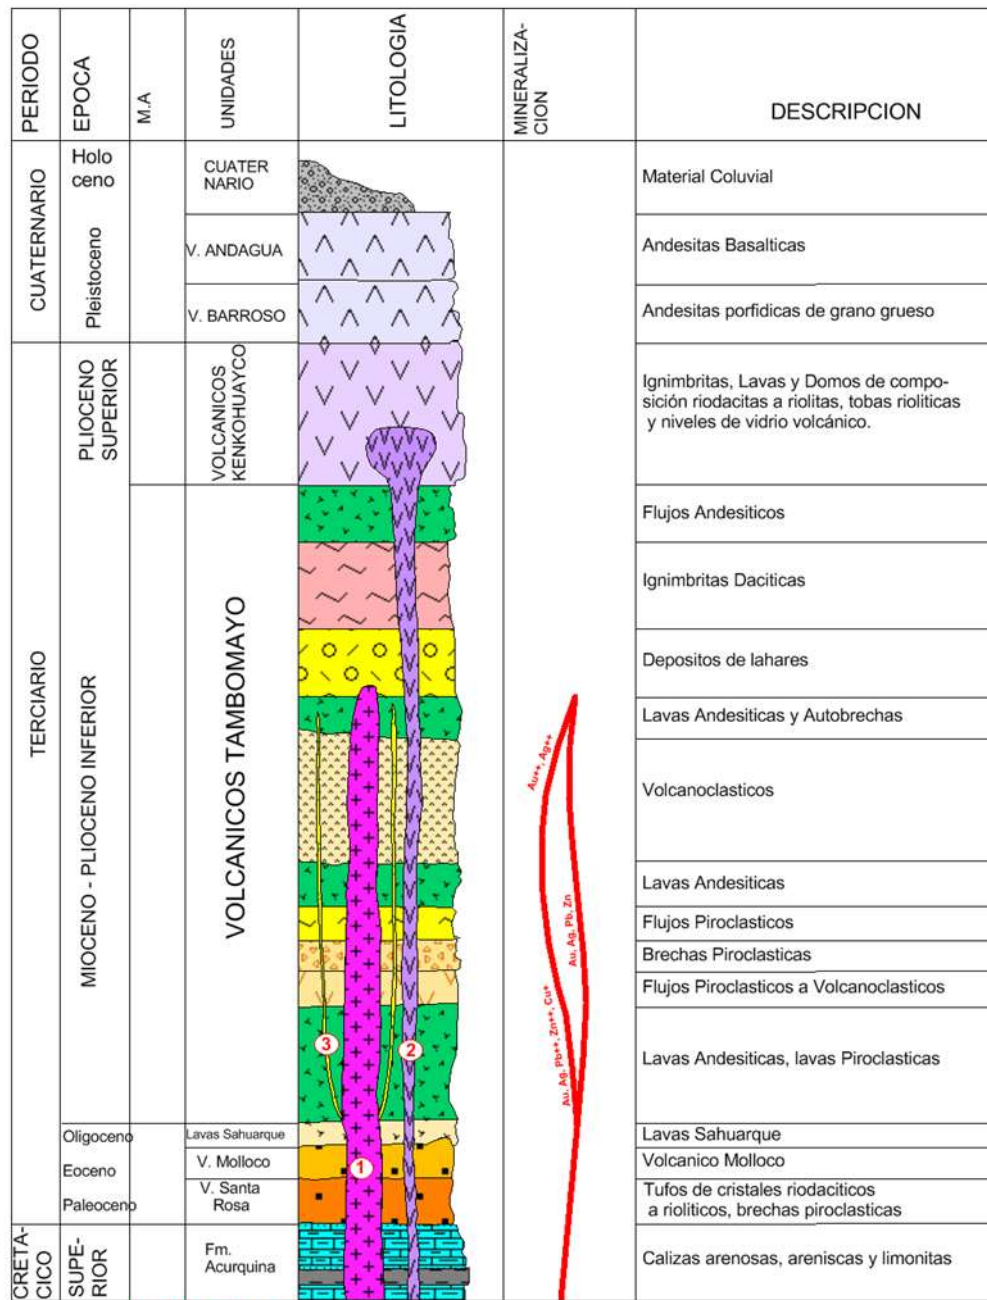 PERIODO
EPOCA
M.A
UNIDADES
LITOLOGIA
MINERALIZA-
CION
DESCRIPCION
CUATERNARIO
Holo
ceno
CUATER
NARIO
Material Coluvial
Pleistoceno
V. ANDAGUA
Andesitas Basalticas
V. BARROSO
Andesitas porfidicas de grano grueso
TERCIARIO
PLIOCENO
SUPERIOR
VOLCANICOS
KENKOHUAYCO
Ignimbritas, Lavas y Domos de compo-
sición riodacitas a riolitas, tobas rioliticas
y niveles de vidrio volcánico.
MIOCENO - PLIOCENO INFERIOR
VOLCANICOS TAMBOMAYO
Flujos Andesiticos
Ignimbritas Daciticas
Depositos de lahares
Lavas Andesiticas y Autobrechas
Au++, Ag++
Volcanoclasticos
Lavas Andesiticas
Au, Ag, Pb, Zn
Flujos Piroclasticos
Brechas Piroclasticas
Flujos Piroclasticos a Volcanoclasticos
Au, Ag, Pb++, Zn++, Cu+
3
2
Lavas Andesiticas, lavas Piroclasticas
Oligoceno
Lavas Sahuarque
Lavas Sahuarque
Eoceno
V. Molloco
1
Volcanico Molloco
Paleoceno
V. Santa
Rosa
Tufos de cristales riodaciticos
a rioliticos, brechas piroclasticas
CRETA-
CICO
SUPE-
RIOR
Fm.
Acurquina
Calizas arenosas, areniscas y limonitas